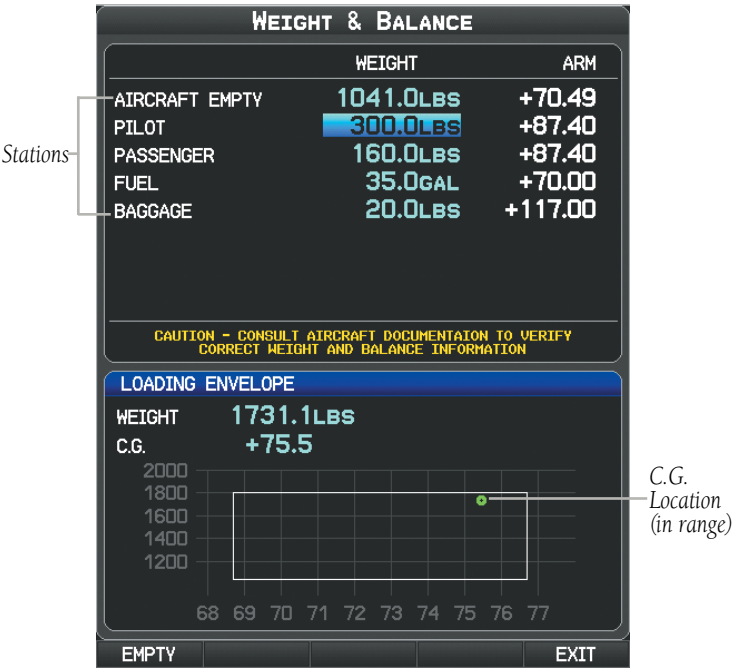 WEIGHT & BALANCE
WEIGHT ARM
AIRCRAFT EMPTY 1041.0LBS +70.49
PILOT 300.0LBS +87.40
Stations PASSENGER 160.0LBS +87.40
FUEL 35.0GAL +70.00
BAGGAGE 20.0LBS +117.00
CAUTION - CONSULT AIRCRAFT DOCUMENTAION TO VERIFY
CORRECT WEIGHT AND BALANCE INFORMATION
LOADING ENVELOPE
WEIGHT 1731.1LBS
C.G. +75.5
2000
1800
1600
1400
1200
68 69 70 71 72 73 74 75 76 77
C.G.
Location
(in range)
EMPTY EXIT